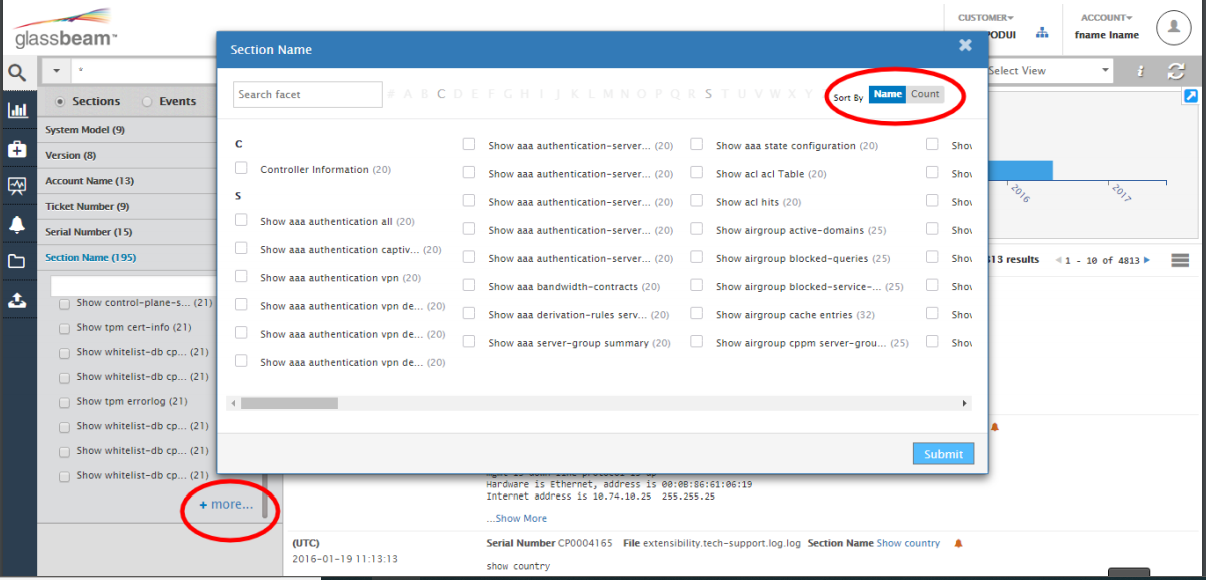 glassbeam
CUSTOMER
PODUI
ACCOUNT
fname lname
*
Select View
Sections
Events
System Model (9)
Version (8)
Account Name (13)
Ticket Number (9)
Serial Number (15)
Section Name (195)
Show control-plane-s... (21)
Show tpm cert-info (21)
Show whitelist-db cp... (21)
Show whitelist-db cp... (21)
Show tpm errorlog (21)
Show whitelist-db cp... (21)
Show whitelist-db cp... (21)
Show whitelist-db cp... (21)
+ more...
Section Name
Search facet
# A B C D E F G H I J K L M N O P Q R S T U V W X Y
Sort By Name Count
C
Controller Information (20)
S
Show aaa authentication all (20)
Show aaa authentication captiv... (20)
Show aaa authentication vpn (20)
Show aaa authentication vpn de... (20)
Show aaa authentication vpn de... (20)
Show aaa authentication vpn de... (20)
Show aaa authentication-server... (20)
Show aaa authentication-server... (20)
Show aaa authentication-server... (20)
Show aaa authentication-server... (20)
Show aaa authentication-server... (20)
Show aaa bandwidth-contracts (20)
Show aaa derivation-rules serv... (20)
Show aaa server-group summary (20)
Show aaa state configuration (20)
Show acl acl Table (20)
Show acl hits (20)
Show airgroup active-domains (25)
Show airgroup blocked-queries (25)
Show airgroup blocked-service-... (25)
Show airgroup cache entries (32)
Show airgroup cppm server-grou... (25)
Submit
2016
2017
13 results
1 - 10 of 4813
Hardware is Ethernet, address is 00:0B:86:61:06:19
Internet address is 10.74.10.25 255.255.25
...Show More
(UTC)
2016-01-19 11:13:13
Serial Number CP0004165 File extensibility.tech-support.log.log Section Name Show country
show country